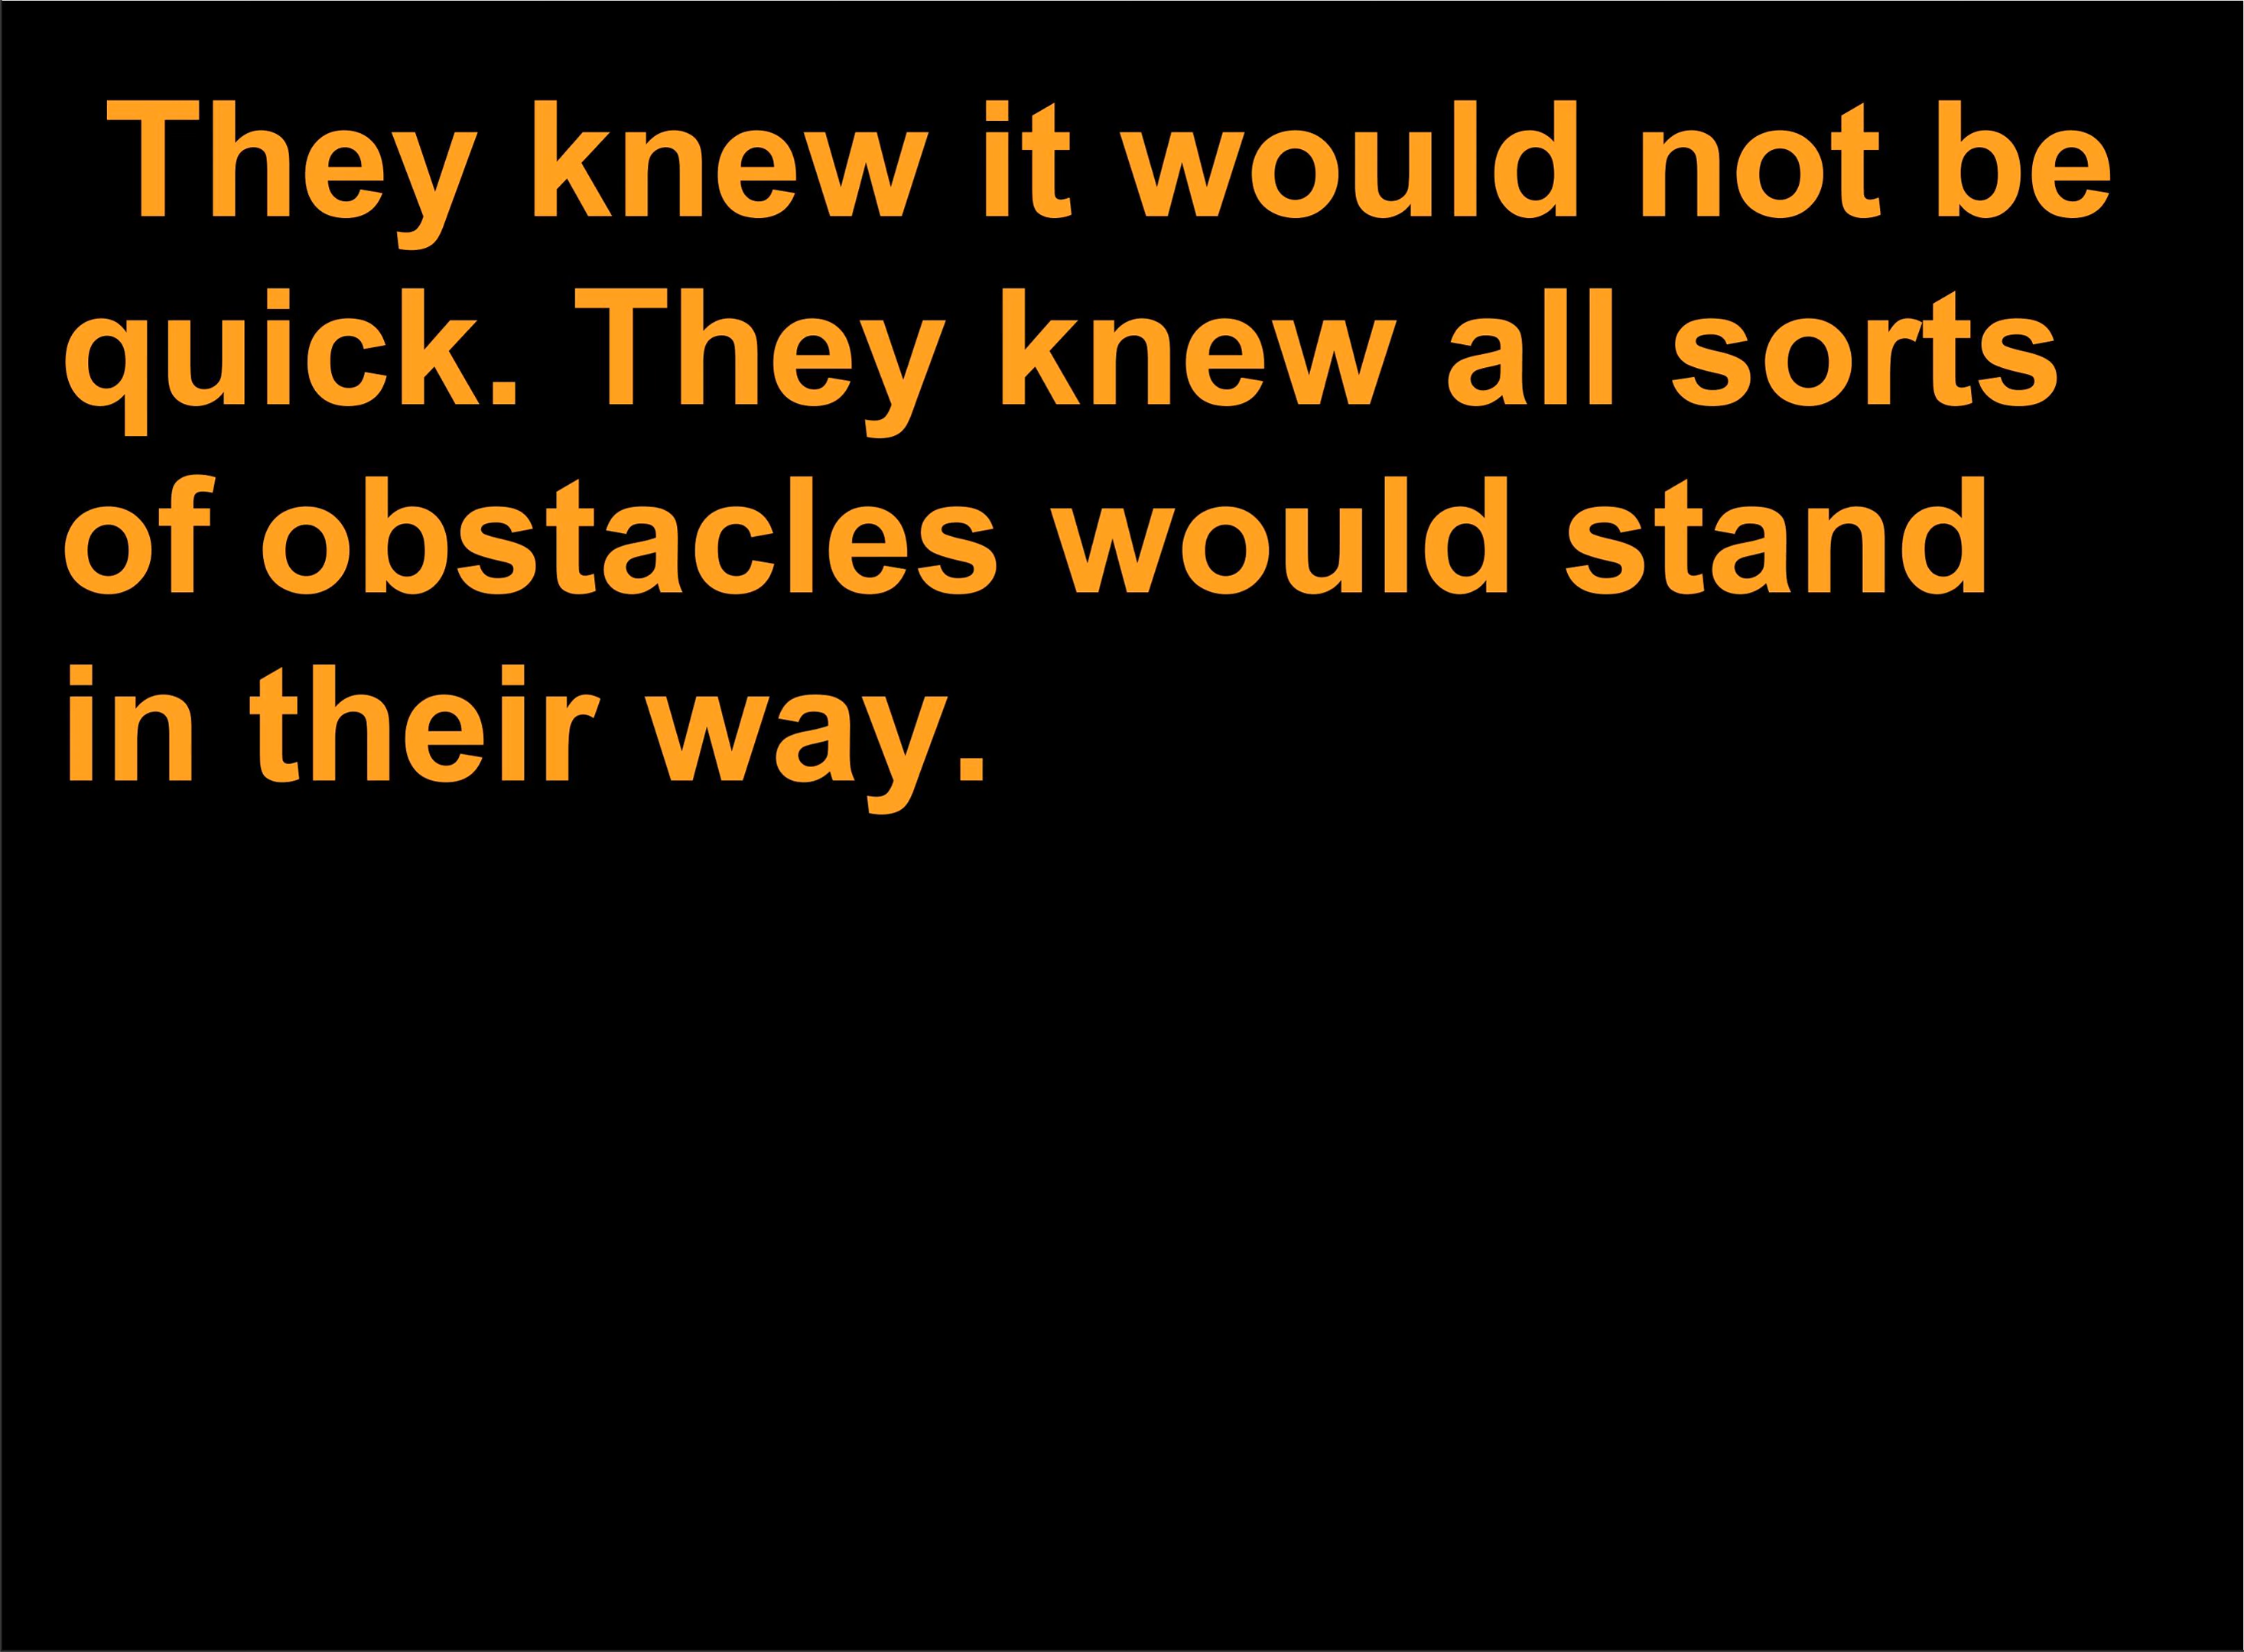 They knew it would not be
quick. They knew all sorts
of obstacles would stand
in their way.